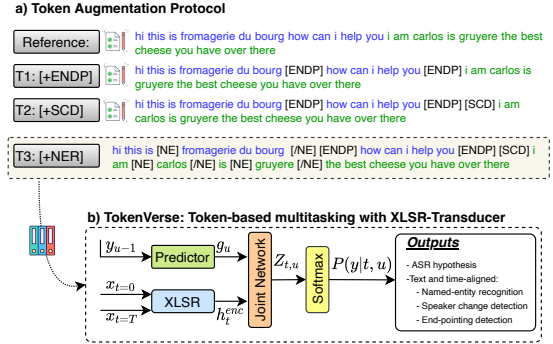 a) Token Augmentation Protocol
Reference:
hi this is fromagerie du bourg how can i help you i am carlos is gruyere the best
cheese you have over there
T1: [+ENDP]
hi this is fromagerie du bourg [ENDP] how can i help you [ENDP] i am carlos is
gruyere the best cheese you have over there
T2: [+SCD]
hi this is fromagerie du bourg [ENDP] how can i help you [ENDP] [SCD] i am
carlos is gruyere the best cheese you have over there
T3: [+NER]
hi this is [NE] fromagerie du bourg [/NE] [ENDP] how can i help you [ENDP] [SCD] i
am [NE] carlos [/NE] is [NE] gruyere [/NE] the best cheese you have over there
b) TokenVerse: Token-based multitasking with XLSR-Transducer
y_{u-1}
Predictor
g_u
x_{t=0}
x_{t=T}
XLSR
h_t^{enc}
Joint Network
Z_{t,u}
Softmax
P(y|t, u)
Outputs
- ASR hypothesis
-Text and time-aligned:
- Named-entity recognition
- Speaker change detection
- End-pointing detection